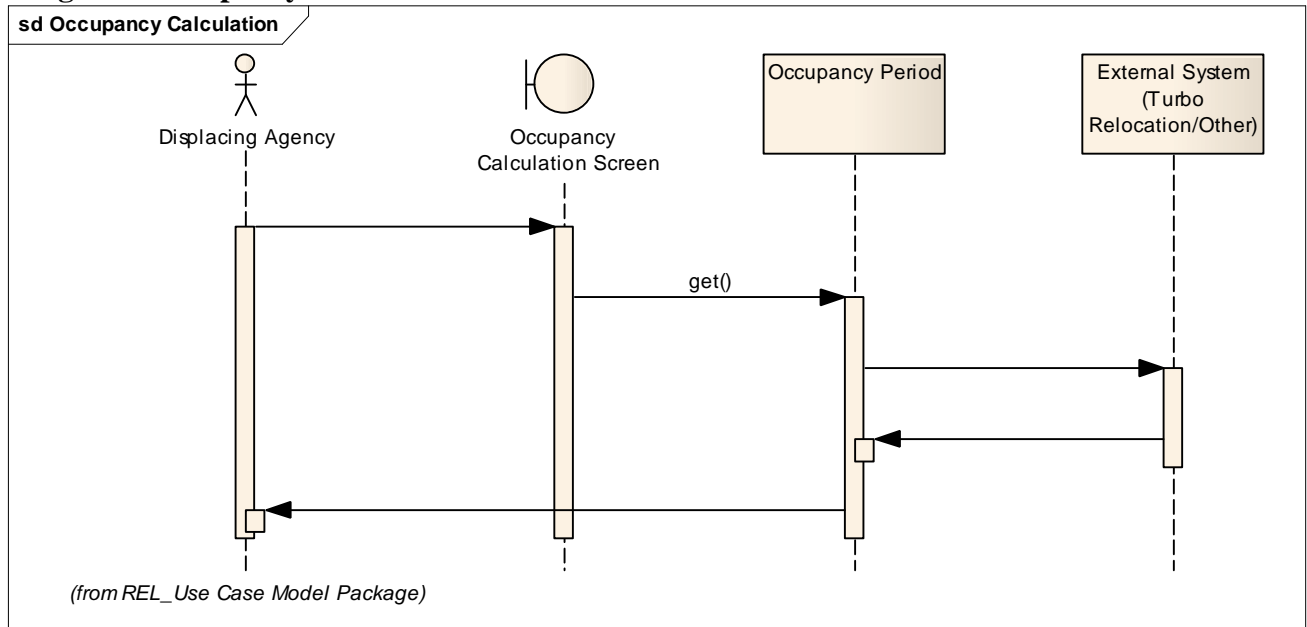 sd Occupancy Calculation
Displacing Agency
Occupancy
Calculation Screen
Occupancy Period
External System
(Turbo
Relocation/Other)
get()
(from REL_Use Case Model Package)